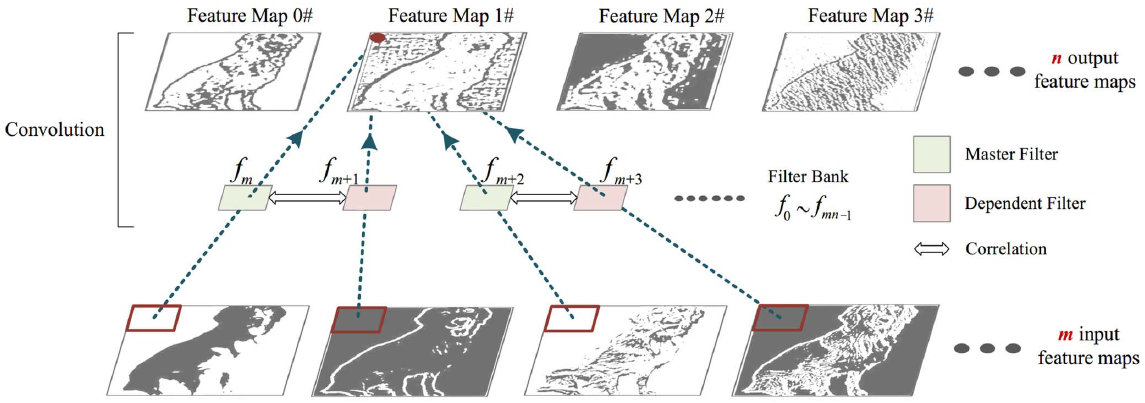 Feature Map 0#
Feature Map 1#
Feature Map 2#
Feature Map 3#
n output
feature maps
Convolution
f_m
f_{m+1}
f_{m+2}
f_{m+3}
Filter Bank
f_0 ~ f_{mn-1}
Master Filter
Dependent Filter
Correlation
m input
feature maps